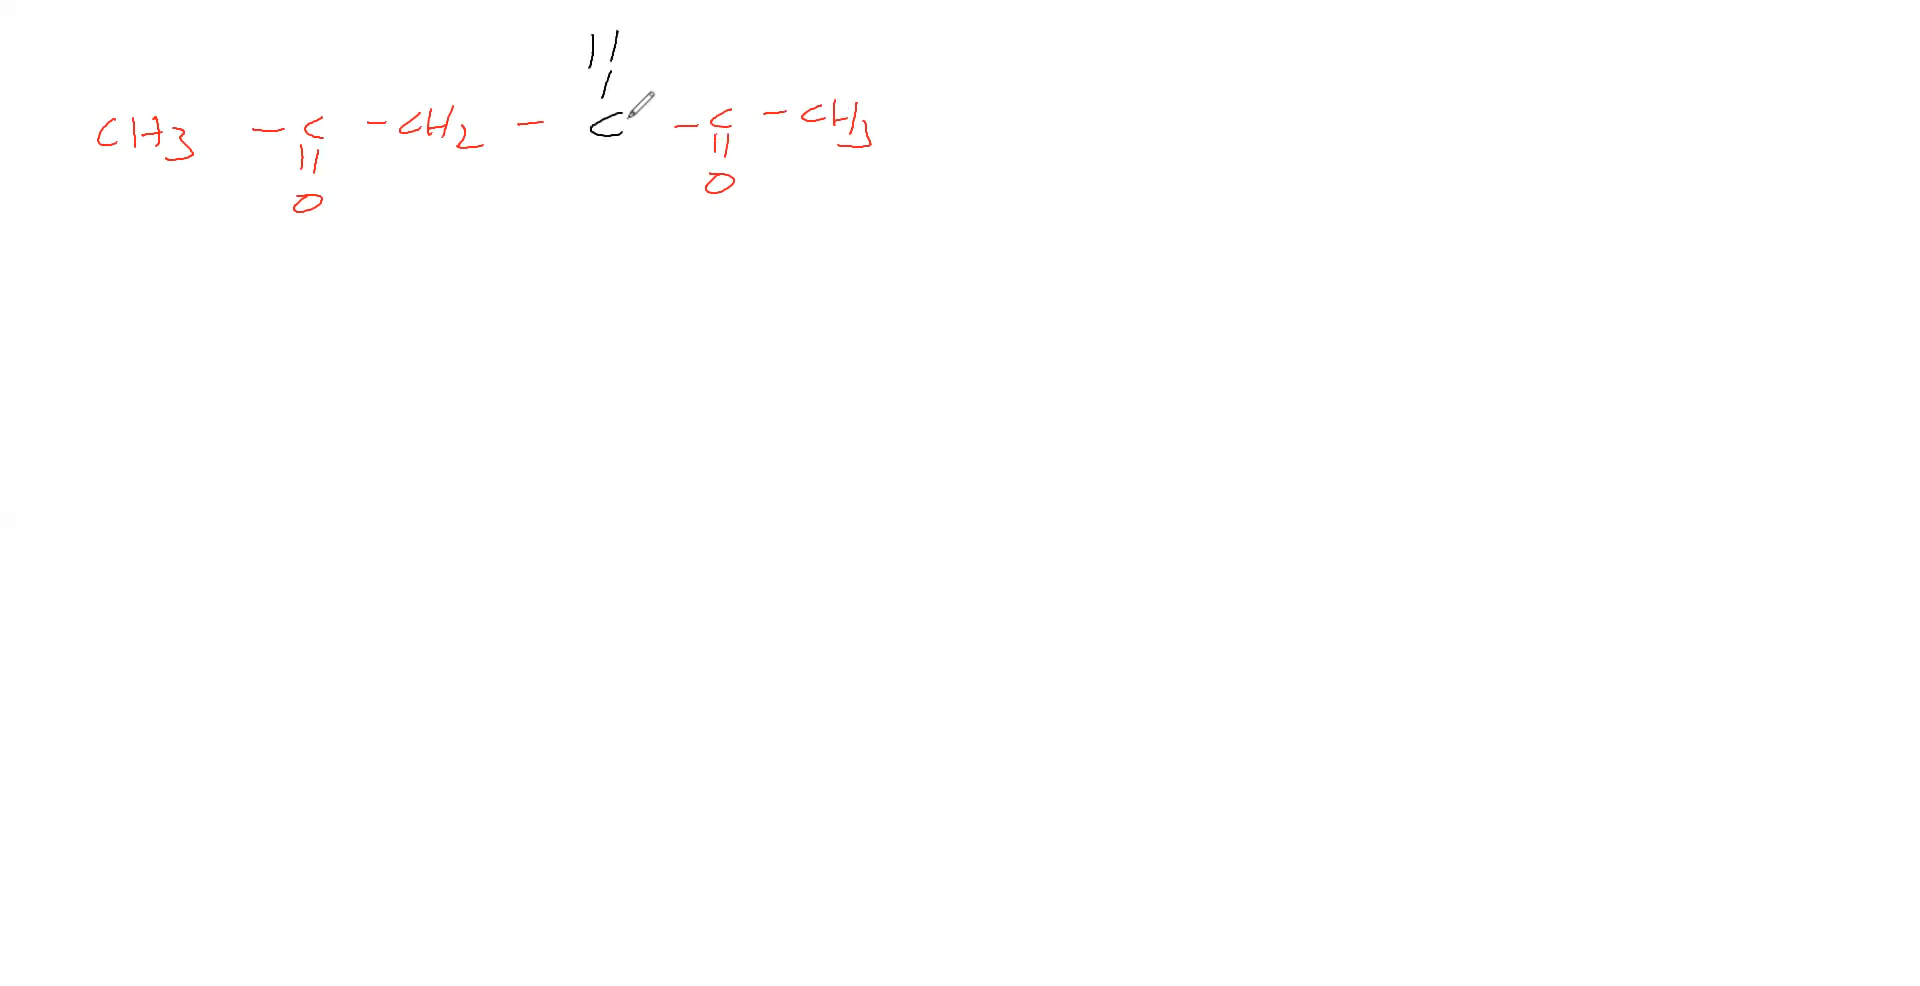 ||
/
CH3 - C - CH2 - C - C - CH3
|| ||
O O